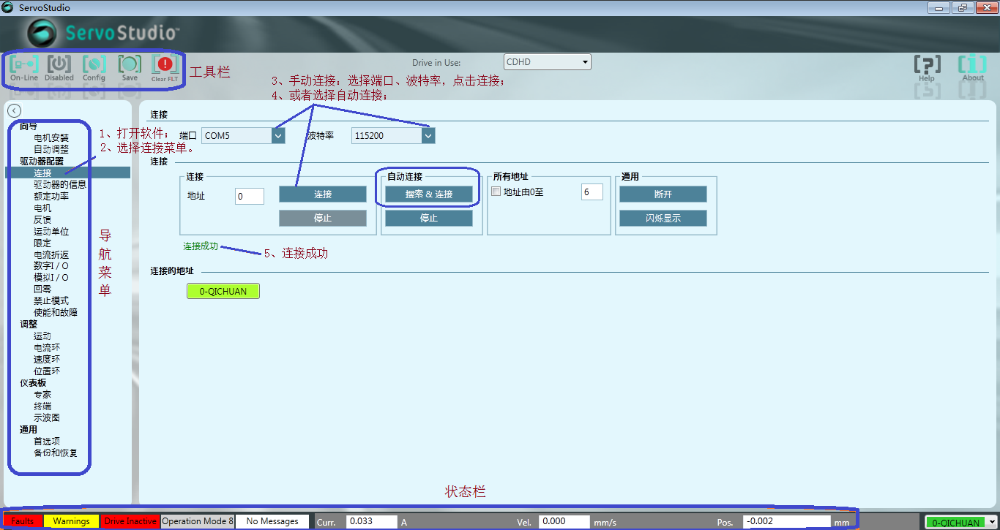 ServoStudio
ServoStudio™
On-Line Disabled Config Save Clear FLT
工具栏
Drive in Use: CDHD
Help About
3、手动连接：选择端口、波特率，点击连接；
4、或者选择自动连接；
连接
1、打开软件；
2、选择连接菜单。
端口 COM5 波特率 115200
连接
连接 自动连接 所有地址 通用
地址 0 连接 搜索 & 连接 地址由0至 6 断开
停止 停止 闪烁显示
连接成功
5、连接成功
连接的地址
0-QICHUAN
向导
电机安装
自动调整
驱动器配置
连接
驱动器的信息
额定功率
电机
反馈
运动单位
限定
电流折返
数字I / O
模拟I / O
回零
禁止模式
使能和故障
调整
运动
电流环
速度环
位置环
仪表板
专家
终端
示波图
通用
首选项
备份和恢复
导
航
菜
单
状态栏
Faults Warnings Drive Inactive Operation Mode 8 No Messages Curr. 0.033 A Vel. 0.000 mm/s Pos. -0.002 mm 0-QICHUAN